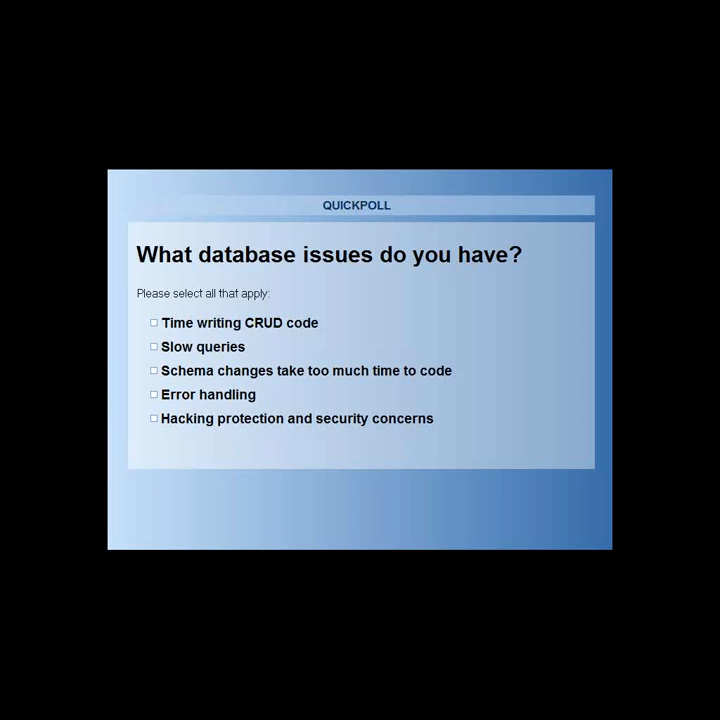 QUICKPOLL
What database issues do you have?
Please select all that apply:
Time writing CRUD code
Slow queries
Schema changes take too much time to code
Error handling
Hacking protection and security concerns